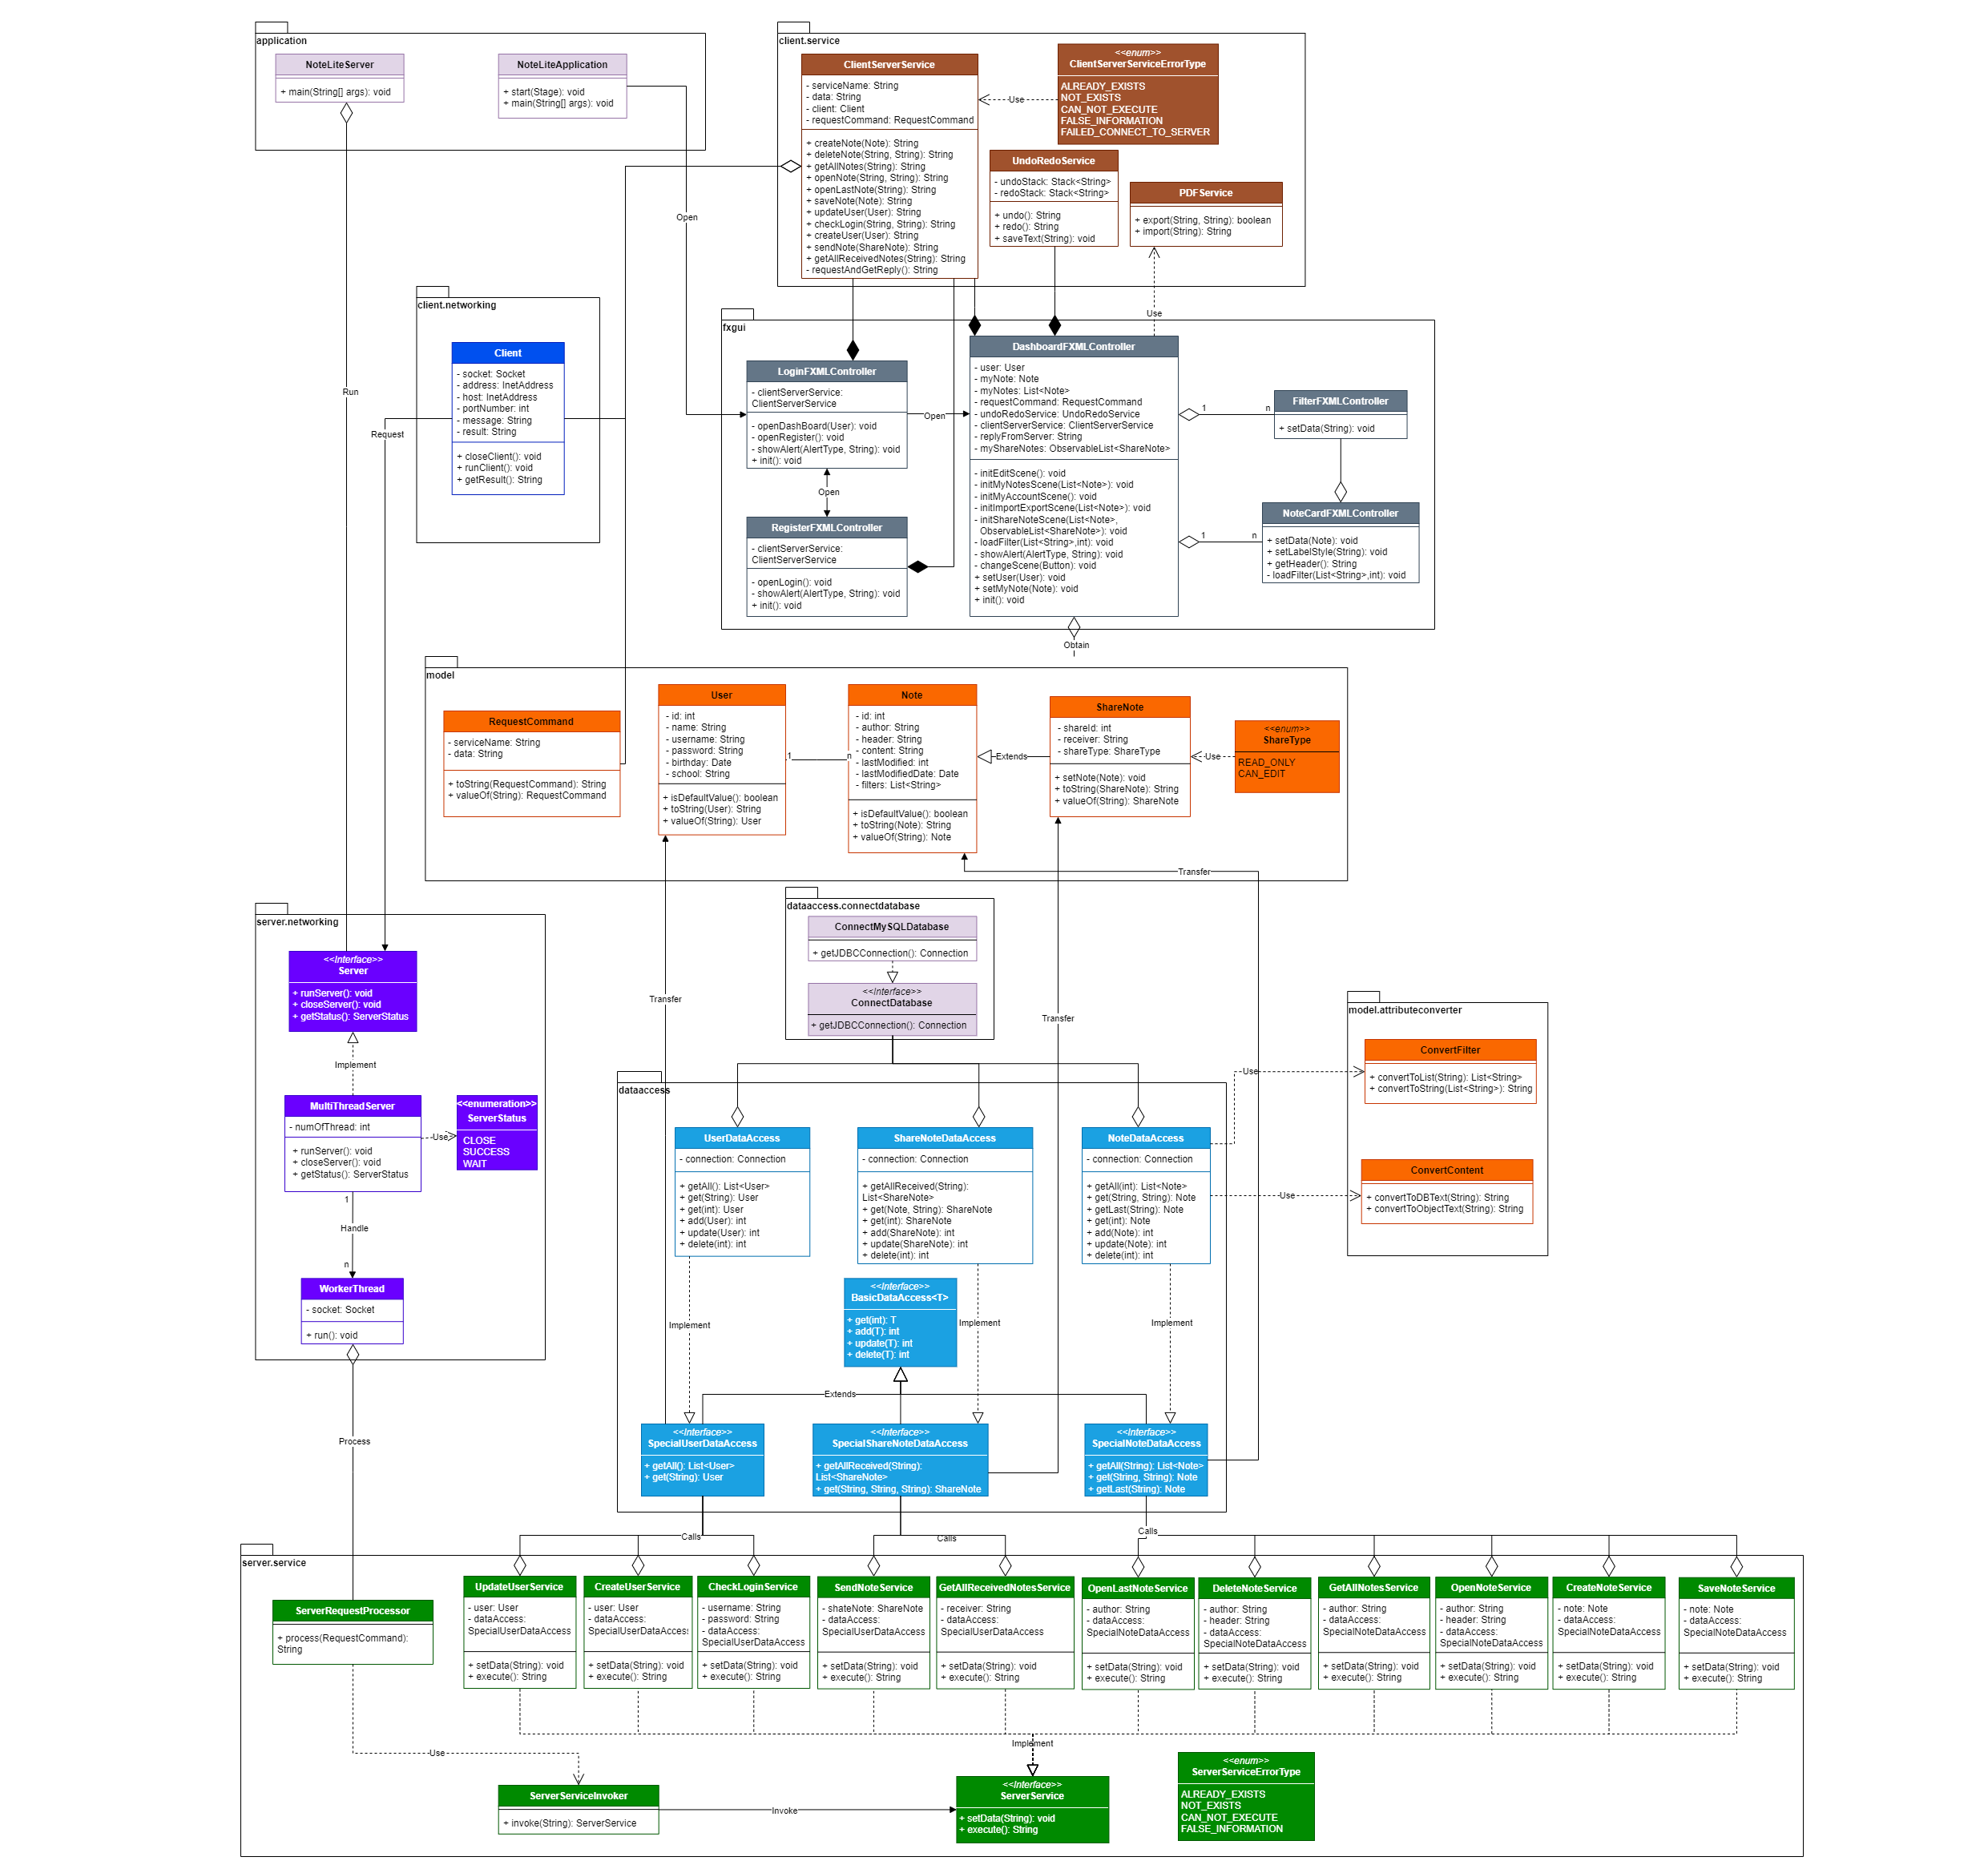 application
NoteLiteServer
+ main(String[] args): void
NoteLiteApplication
+ start(Stage): void
+ main(String[] args): void
client.service
ClientServerService
- serviceName: String
- data: String
- client: Client
- requestCommand: RequestCommand
+ createNote(Note): String
+ deleteNote(String, String): String
+ getAllNotes(String): String
+ openNote(String, String): String
+ openLastNote(String): String
+ saveNote(Note): String
+ updateUser(User): String
+ checkLogin(String, String): String
+ createUser(User): String
+ sendNote(ShareNote): String
+ getAllReceivedNotes(String): String
- requestAndGetReply(): String
Use
<<enum>>
ClientServerServiceErrorType
ALREADY_EXISTS
NOT_EXISTS
CAN_NOT_EXECUTE
FALSE_INFORMATION
FAILED_CONNECT_TO_SERVER
UndoRedoService
- undoStack: Stack<String>
- redoStack: Stack<String>
+ undo(): String
+ redo(): String
+ saveText(String): void
PDFService
+ export(String, String): boolean
+ import(String): String
Open
Run
Use
client.networking
Client
- socket: Socket
- address: InetAddress
- host: InetAddress
- portNumber: int
- message: String
- result: String
+ closeClient(): void
+ runClient(): void
+ getResult(): String
Request
fxgui
LoginFXMLController
- clientServerService:
ClientServerService
- openDashBoard(User): void
- openRegister(): void
- showAlert(AlertType, String): void
+ init(): void
Open
Open
RegisterFXMLController
- clientServerService:
ClientServerService
- openLogin(): void
- showAlert(AlertType, String): void
+ init(): void
DashboardFXMLController
- user: User
- myNote: Note
- myNotes: List<Note>
- requestCommand: RequestCommand
- undoRedoService: UndoRedoService
- clientServerService: ClientServerService
- replyFromServer: String
- myShareNotes: ObservableList<ShareNote>
- initEditScene(): void
- initMyNotesScene(List<Note>): void
- initMyAccountScene(): void
- initImportExportScene(List<Note>): void
- initShareNoteScene(List<Note>,
ObservableList<ShareNote>): void
- loadFilter(List<String>,int): void
- showAlert(AlertType, String): void
- changeScene(Button): void
+ setUser(User): void
+ setMyNote(Note): void
+ init(): void
1
n
FilterFXMLController
+ setData(String): void
1
n
NoteCardFXMLController
+ setData(Note): void
+ setLabelStyle(String): void
+ getHeader(): String
- loadFilter(List<String>,int): void
Obtain
model
RequestCommand
- serviceName: String
- data: String
+ toString(RequestCommand): String
+ valueOf(String): RequestCommand
User
- id: int
- name: String
- username: String
- password: String
- birthday: Date
- school: String
+ isDefaultValue(): boolean
+ toString(User): String
+ valueOf(String): User
1
n
Note
- id: int
- author: String
- header: String
- content: String
- lastModified: int
- lastModifiedDate: Date
- filters: List<String>
+ isDefaultValue(): boolean
+ toString(Note): String
+ valueOf(String): Note
Extends
ShareNote
- shareId: int
- receiver: String
- shareType: ShareType
+ setNote(Note): void
+ toString(ShareNote): String
+ valueOf(String): ShareNote
Use
<<enum>>
ShareType
READ_ONLY
CAN_EDIT
Transfer
Transfer
Transfer
server.networking
<<Interface>>
Server
+ runServer(): void
+ closeServer(): void
+ getStatus(): ServerStatus
Implement
MultiThreadServer
- numOfThread: int
+ runServer(): void
+ closeServer(): void
+ getStatus(): ServerStatus
Use
<<enumeration>>
ServerStatus
CLOSE
SUCCESS
WAIT
1
Handle
n
WorkerThread
- socket: Socket
+ run(): void
Process
dataaccess.connectdatabase
ConnectMySQLDatabase
+ getJDBCConnection(): Connection
<<Interface>>
ConnectDatabase
+ getJDBCConnection(): Connection
model.attributeconverter
ConvertFilter
+ convertToList(String): List<String>
+ convertToString(List<String>): String
ConvertContent
+ convertToDBText(String): String
+ convertToObjectText(String): String
Use
Use
dataaccess
UserDataAccess
- connection: Connection
+ getAll(): List<User>
+ get(String): User
+ get(int): User
+ add(User): int
+ update(User): int
+ delete(int): int
ShareNoteDataAccess
- connection: Connection
+ getAllReceived(String):
List<ShareNote>
+ get(Note, String): ShareNote
+ get(int): ShareNote
+ add(ShareNote): int
+ update(ShareNote): int
+ delete(int): int
NoteDataAccess
- connection: Connection
+ getAll(int): List<Note>
+ get(String, String): Note
+ getLast(String): Note
+ get(int): Note
+ add(Note): int
+ update(Note): int
+ delete(int): int
<<Interface>>
BasicDataAccess<T>
+ get(int): T
+ add(T): int
+ update(T): int
+ delete(T): int
Implement
Implement
Implement
Extends
<<Interface>>
SpecialUserDataAccess
+ getAll(): List<User>
+ get(String): User
<<Interface>>
SpecialShareNoteDataAccess
+ getAllReceived(String):
List<ShareNote>
+ get(String, String, String): ShareNote
<<Interface>>
SpecialNoteDataAccess
+ getAll(String): List<Note>
+ get(String, String): Note
+ getLast(String): Note
Calls
Calls
Calls
server.service
ServerRequestProcessor
+ process(RequestCommand):
String
UpdateUserService
- user: User
- dataAccess:
SpecialUserDataAccess
+ setData(String): void
+ execute(): String
CreateUserService
- user: User
- dataAccess:
SpecialUserDataAccess
+ setData(String): void
+ execute(): String
CheckLoginService
- username: String
- password: String
- dataAccess:
SpecialUserDataAccess
+ setData(String): void
+ execute(): String
SendNoteService
- shateNote: ShareNote
- dataAccess:
SpecialUserDataAccess
+ setData(String): void
+ execute(): String
GetAllReceivedNotesService
- receiver: String
- dataAccess:
SpecialUserDataAccess
+ setData(String): void
+ execute(): String
OpenLastNoteService
- author: String
- dataAccess:
SpecialNoteDataAccess
+ setData(String): void
+ execute(): String
DeleteNoteService
- author: String
- header: String
- dataAccess:
SpecialNoteDataAccess
+ setData(String): void
+ execute(): String
GetAllNotesService
- author: String
- dataAccess:
SpecialNoteDataAccess
+ setData(String): void
+ execute(): String
OpenNoteService
- author: String
- header: String
- dataAccess:
SpecialNoteDataAccess
+ setData(String): void
+ execute(): String
CreateNoteService
- note: Note
- dataAccess:
SpecialNoteDataAccess
+ setData(String): void
+ execute(): String
SaveNoteService
- note: Note
- dataAccess:
SpecialNoteDataAccess
+ setData(String): void
+ execute(): String
Use
Implement
ServerServiceInvoker
+ invoke(String): ServerService
Invoke
<<Interface>>
ServerService
+ setData(String): void
+ execute(): String
<<enum>>
ServerServiceErrorType
ALREADY_EXISTS
NOT_EXISTS
CAN_NOT_EXECUTE
FALSE_INFORMATION